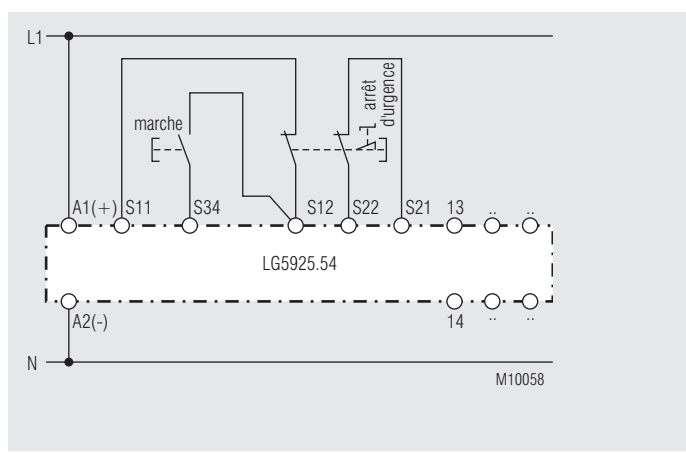 L1
marche
arrêt
d'urgence
A1(+) S11 S34 S12 S22 S21 13 .. ..
LG5925.54
A2(-) 14 .. ..
N
M10058